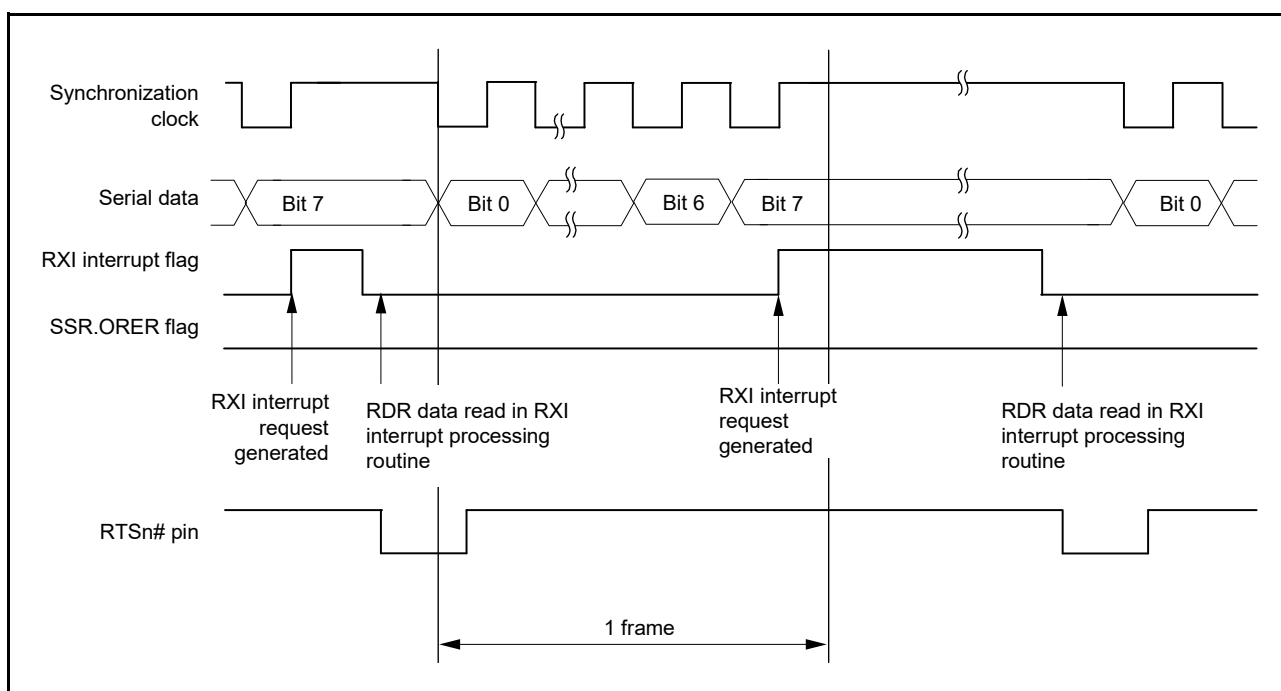 Synchronization
clock
Serial data
Bit 7
Bit 0
Bit 6
Bit 7
Bit 0
RXI interrupt flag
SSR.ORER flag
RXI interrupt
request
generated
RDR data read in RXI
interrupt processing
routine
RXI interrupt
request
generated
RDR data read in RXI
interrupt processing
routine
RTSn# pin
1 frame